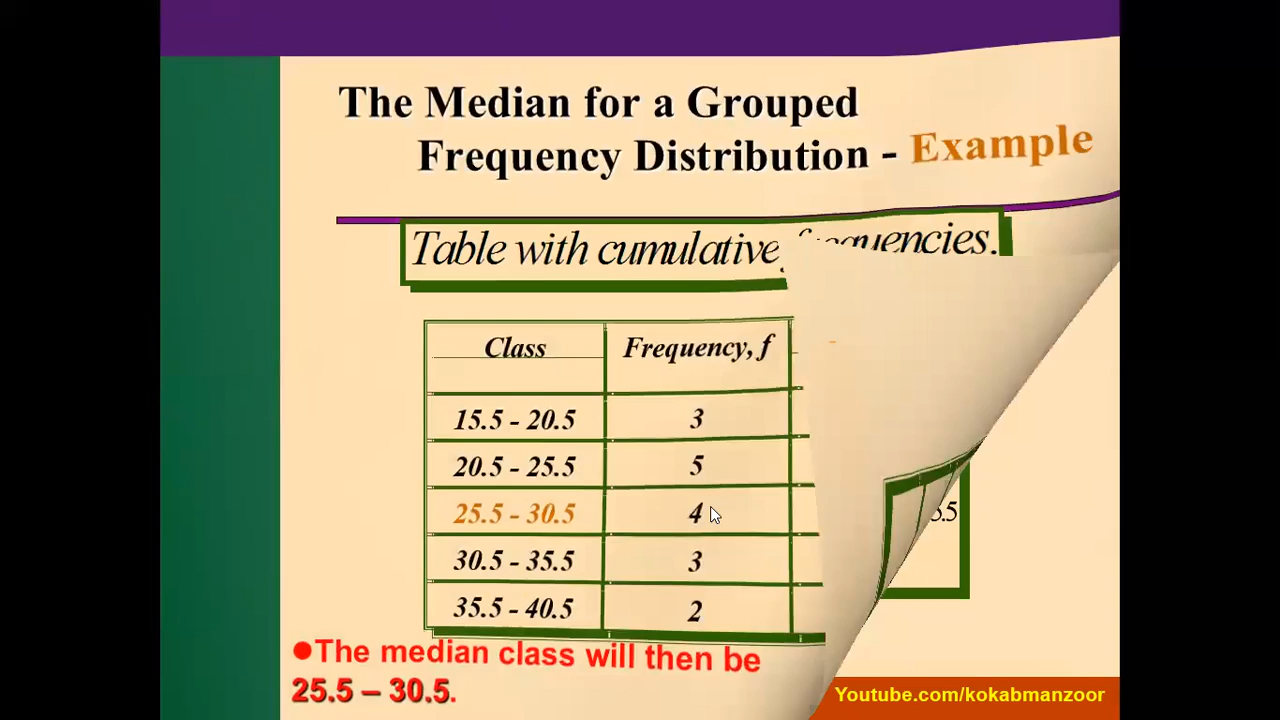 The Median for a Grouped
Frequency Distribution - Example
Table with cumulative frequencies.
Class Frequency, f
15.5 - 20.5 3
20.5 - 25.5 5
25.5 - 30.5 4
30.5 - 35.5 3
35.5 - 40.5 2
●The median class will then be
25.5 – 30.5.
Youtube.com/kokabmanzoor